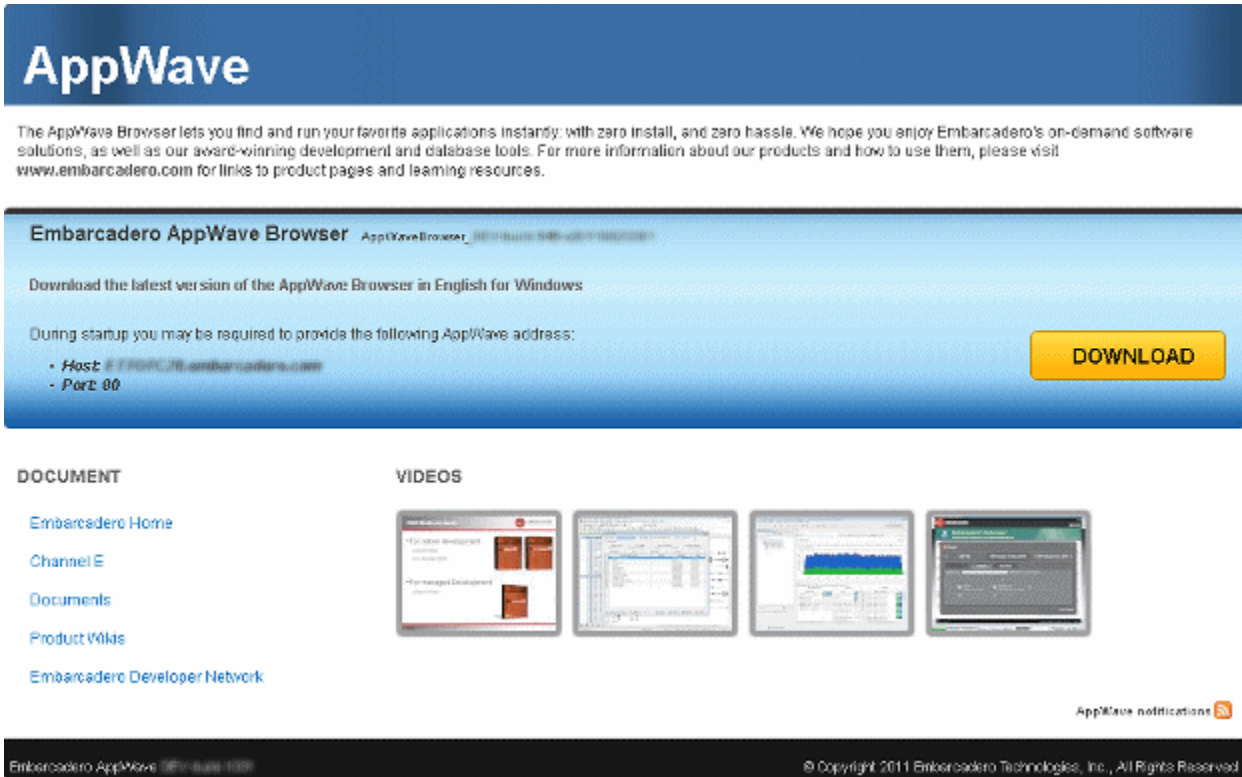 AppWave
The AppWave Browser lets you find and run your favorite applications instantly: with zero install, and zero hassle. We hope you enjoy Embarcadero's on-demand software
solutions, as well as our award-winning development and database tools. For more information about our products and how to use them, please visit
www.embarcadero.com for links to product pages and learning resources.
Embarcadero AppWave Browser AppWaveBrowser_
Download the latest version of the AppWave Browser in English for Windows
During startup you may be required to provide the following AppWave address:
• Host
• Port: 80
DOWNLOAD
DOCUMENT
Embarcadero Home
Channel E
Documents
Product Wikis
Embarcadero Developer Network
VIDEOS
AppWave notifications
Embarcadero AppWave
© Copyright 2011 Embarcadero Technologies, Inc., All Rights Reserved